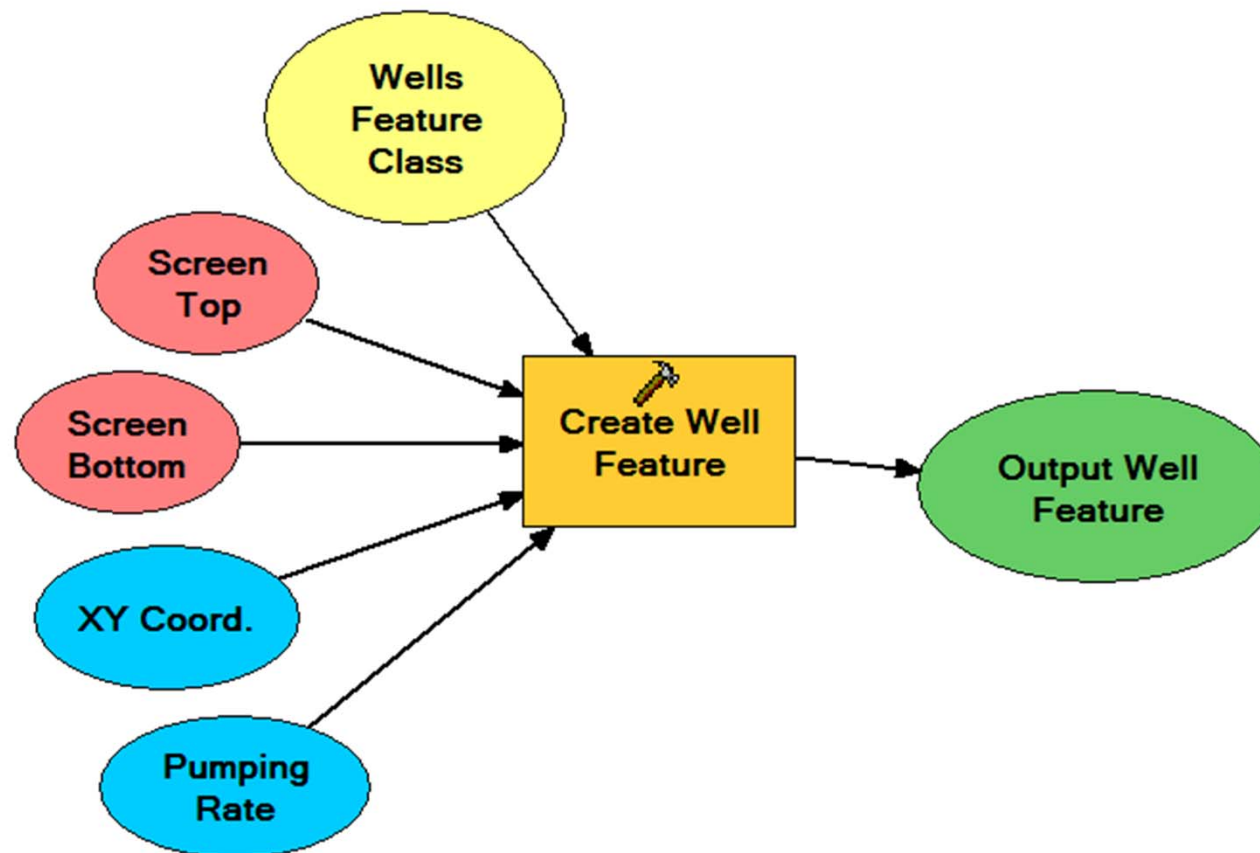 Wells
Feature
Class
Screen
Top
Screen
Bottom
XY Coord.
Pumping
Rate
Create Well
Feature
Output Well
Feature